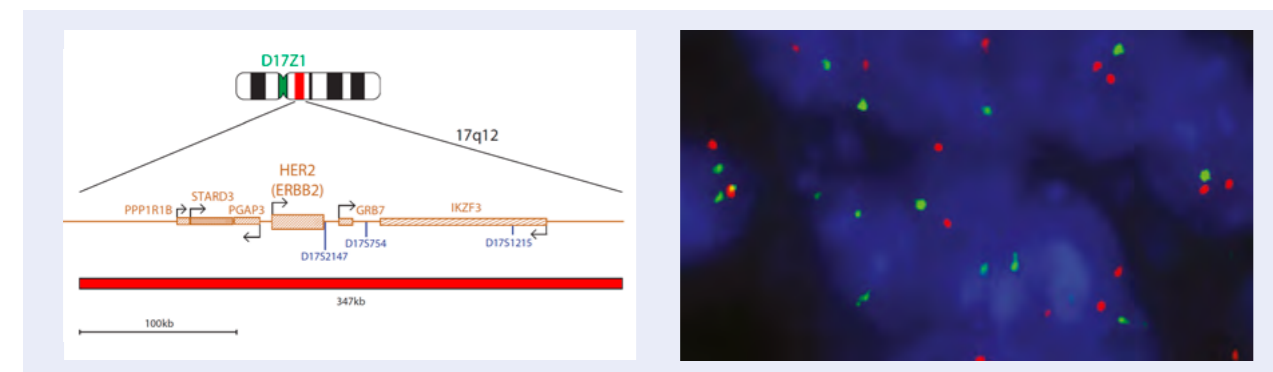 D17Z1
17q12
HER2
(ERBB2)
STARD3
PPP1R1B
PGAP3
GRB7
IKZF3
D17S754
D17S1215
D17S2147
347kb
100kb